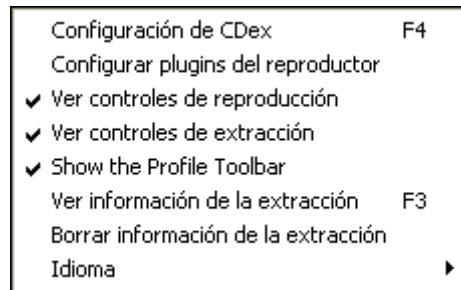 Configuración de CDex F4
Configurar plugins del reproductor
Ver controles de reproducción
Ver controles de extracción
Show the Profile Toolbar
Ver información de la extracción F3
Borrar información de la extracción
Idioma